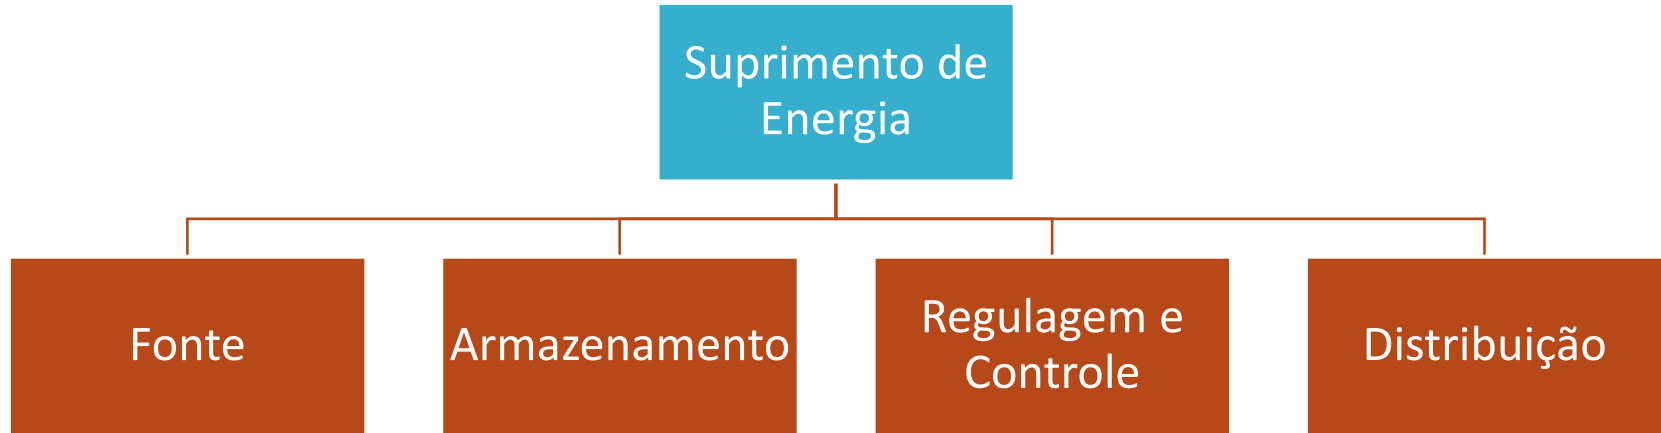 Suprimento de
Energia
Fonte
Armazenamento
Regulagem e
Controle
Distribuição